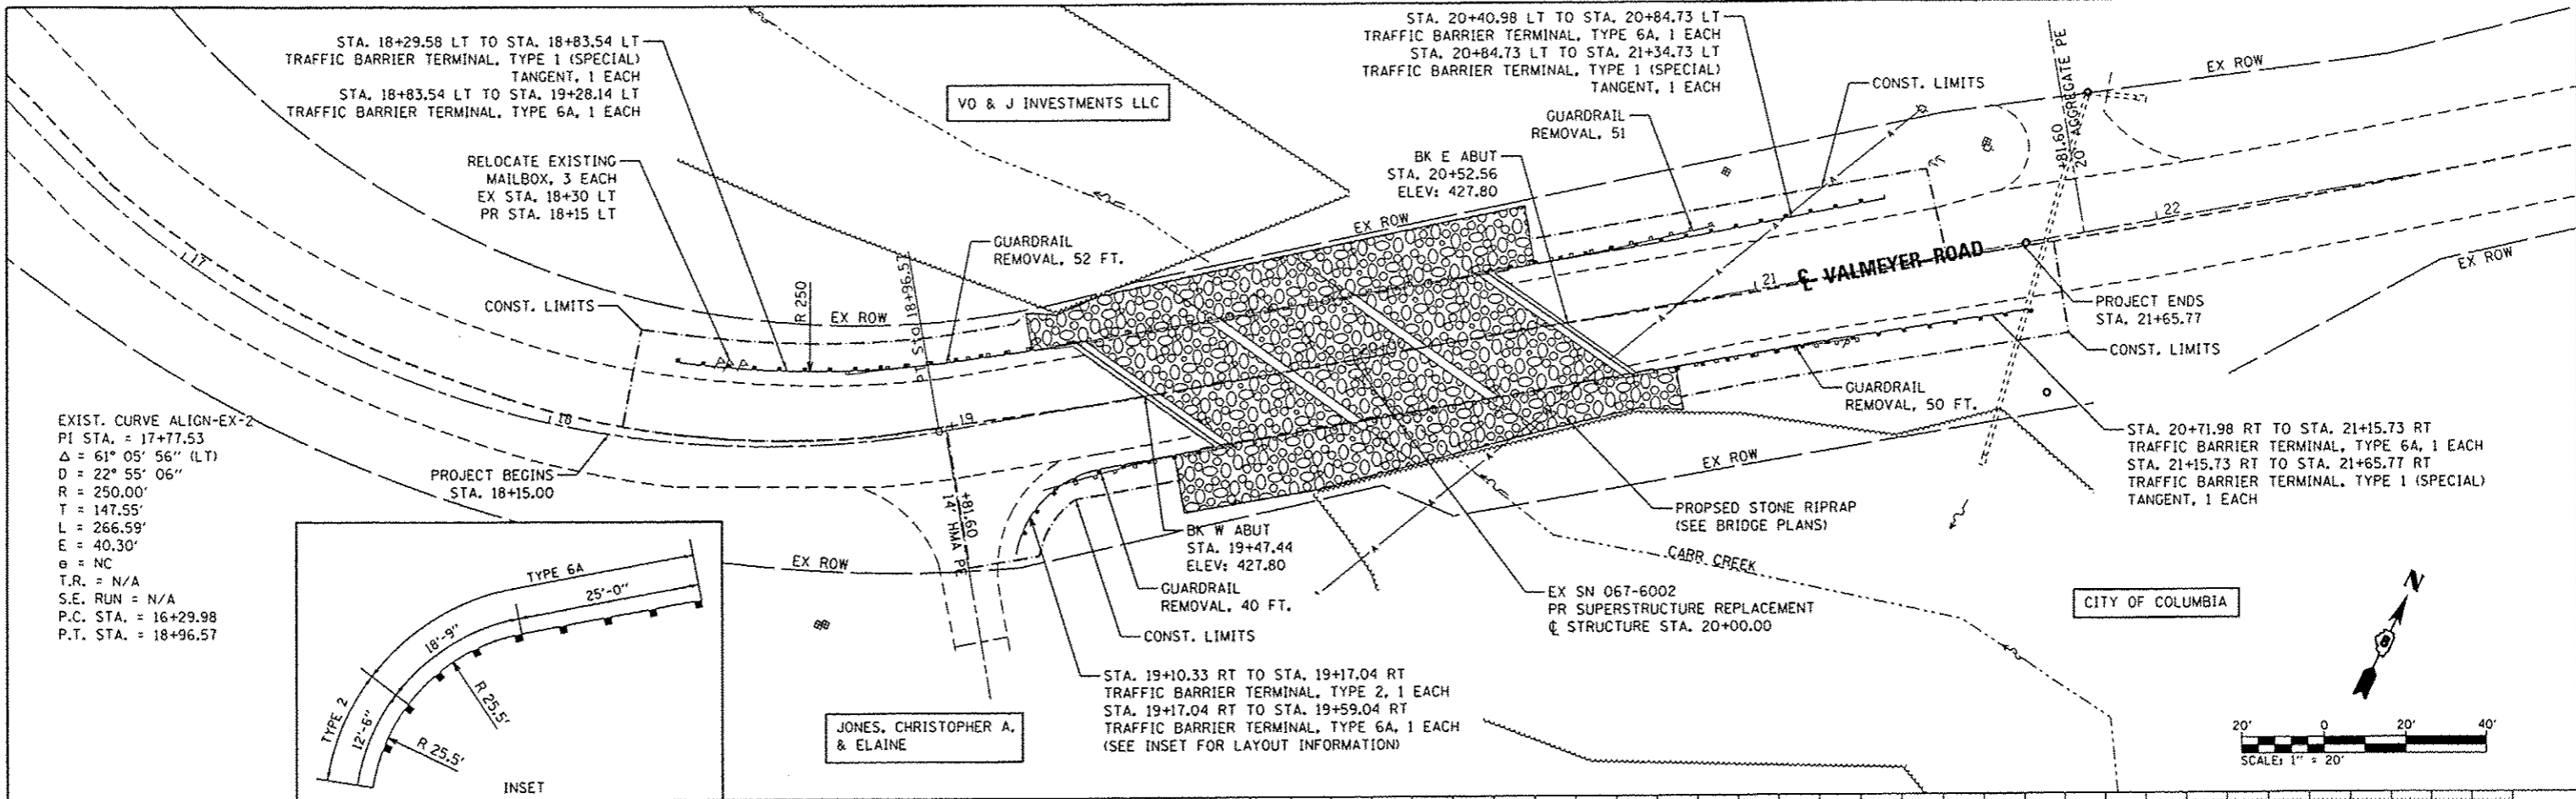 STA. 18+29.58 LT TO STA. 18+83.54 LT
TRAFFIC BARRIER TERMINAL, TYPE 1 (SPECIAL)
TANGENT, 1 EACH
STA. 18+83.54 LT TO STA. 19+28.14 LT
TRAFFIC BARRIER TERMINAL, TYPE 6A, 1 EACH
RELOCATE EXISTING
MAILBOX, 3 EACH
EX STA. 18+30 LT
PR STA. 18+15 LT
VO & J INVESTMENTS LLC
STA. 20+40.98 LT TO STA. 20+84.73 LT
TRAFFIC BARRIER TERMINAL, TYPE 6A, 1 EACH
STA. 20+84.73 LT TO STA. 21+34.73 LT
TRAFFIC BARRIER TERMINAL, TYPE 1 (SPECIAL)
TANGENT, 1 EACH
GUARDRAIL
REMOVAL, 51
BK E ABUT
STA. 20+52.56
ELEV: 427.80
CONST. LIMITS
EX ROW
+81.60
20' AGGREGATE PE
GUARDRAIL
REMOVAL, 52 FT.
CONST. LIMITS
R 250
EX ROW
PT STA 18+96.57
EX ROW
17
18
19
21
22
℄ VALMEYER ROAD
EX ROW
PROJECT ENDS
STA. 21+65.77
CONST. LIMITS
GUARDRAIL
REMOVAL, 50 FT.
STA. 20+71.98 RT TO STA. 21+15.73 RT
TRAFFIC BARRIER TERMINAL, TYPE 6A, 1 EACH
STA. 21+15.73 RT TO STA. 21+65.77 RT
TRAFFIC BARRIER TERMINAL, TYPE 1 (SPECIAL)
TANGENT, 1 EACH
EXIST. CURVE ALIGN-EX-2
PI STA. = 17+77.53
Δ = 61° 05' 56" (LT)
D = 22° 55' 06"
R = 250.00'
T = 147.55'
L = 266.59'
E = 40.30'
e = NC
T.R. = N/A
S.E. RUN = N/A
P.C. STA. = 16+29.98
P.T. STA. = 18+96.57
PROJECT BEGINS
STA. 18+15.00
+81.60
14' HMA PE
EX ROW
BK W ABUT
STA. 19+47.44
ELEV: 427.80
GUARDRAIL
REMOVAL, 40 FT.
CONST. LIMITS
EX ROW
PROPSED STONE RIPRAP
(SEE BRIDGE PLANS)
CARR CREEK
EX SN 067-6002
PR SUPERSTRUCTURE REPLACEMENT
℄ STRUCTURE STA. 20+00.00
CITY OF COLUMBIA
STA. 19+10.33 RT TO STA. 19+17.04 RT
TRAFFIC BARRIER TERMINAL, TYPE 2, 1 EACH
STA. 19+17.04 RT TO STA. 19+59.04 RT
TRAFFIC BARRIER TERMINAL, TYPE 6A, 1 EACH
(SEE INSET FOR LAYOUT INFORMATION)
JONES, CHRISTOPHER A.
& ELAINE
TYPE 6A
25'-0"
18'-9"
TYPE 2
12'-6"
R 25.5'
R 25.5'
INSET
N
20' 0 20' 40'
SCALE: 1" = 20'